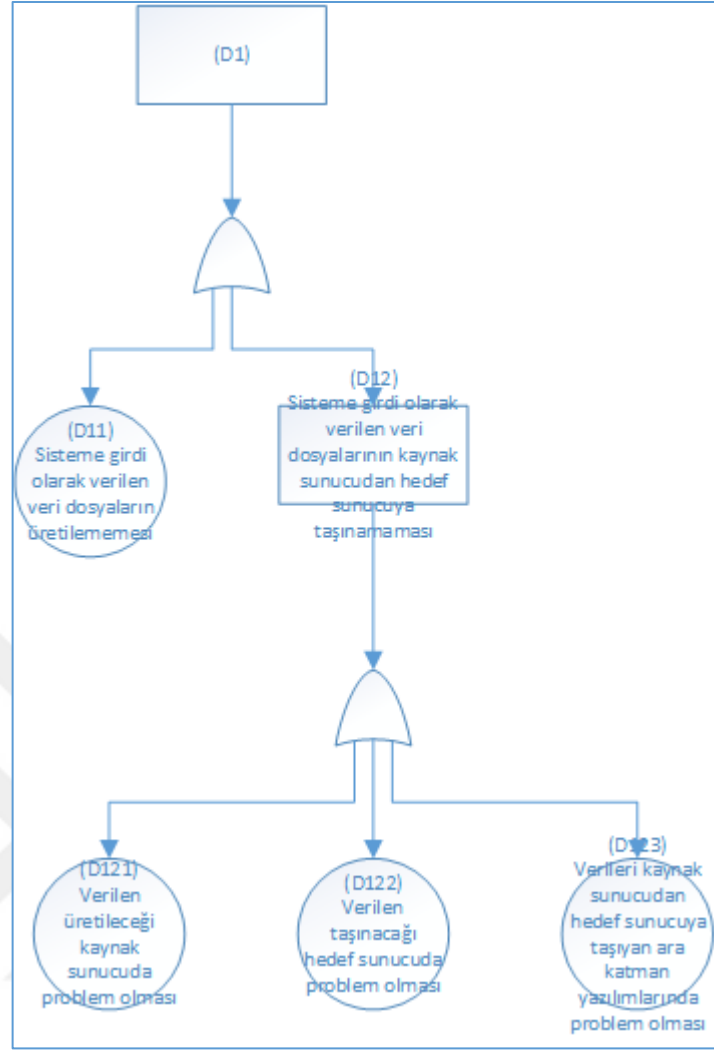 (D1)
(D11)
Sisteme girdi
olarak verilen
veri dosyaların
üretilememesi
(D12)
Sisteme girdi olarak
verilen veri
dosyalarının kaynak
sunucudan hedef
sunucuya
taşınamaması
(D121)
Verilen
üretileceği
kaynak
sunucuda
problem olması
(D122)
Verilen
taşınacağı
hedef sunucuda
problem olması
(D123)
Verileri kaynak
sunucudan
hedef sunucuya
taşıyan ara
katman
yazılımlarında
problem olması